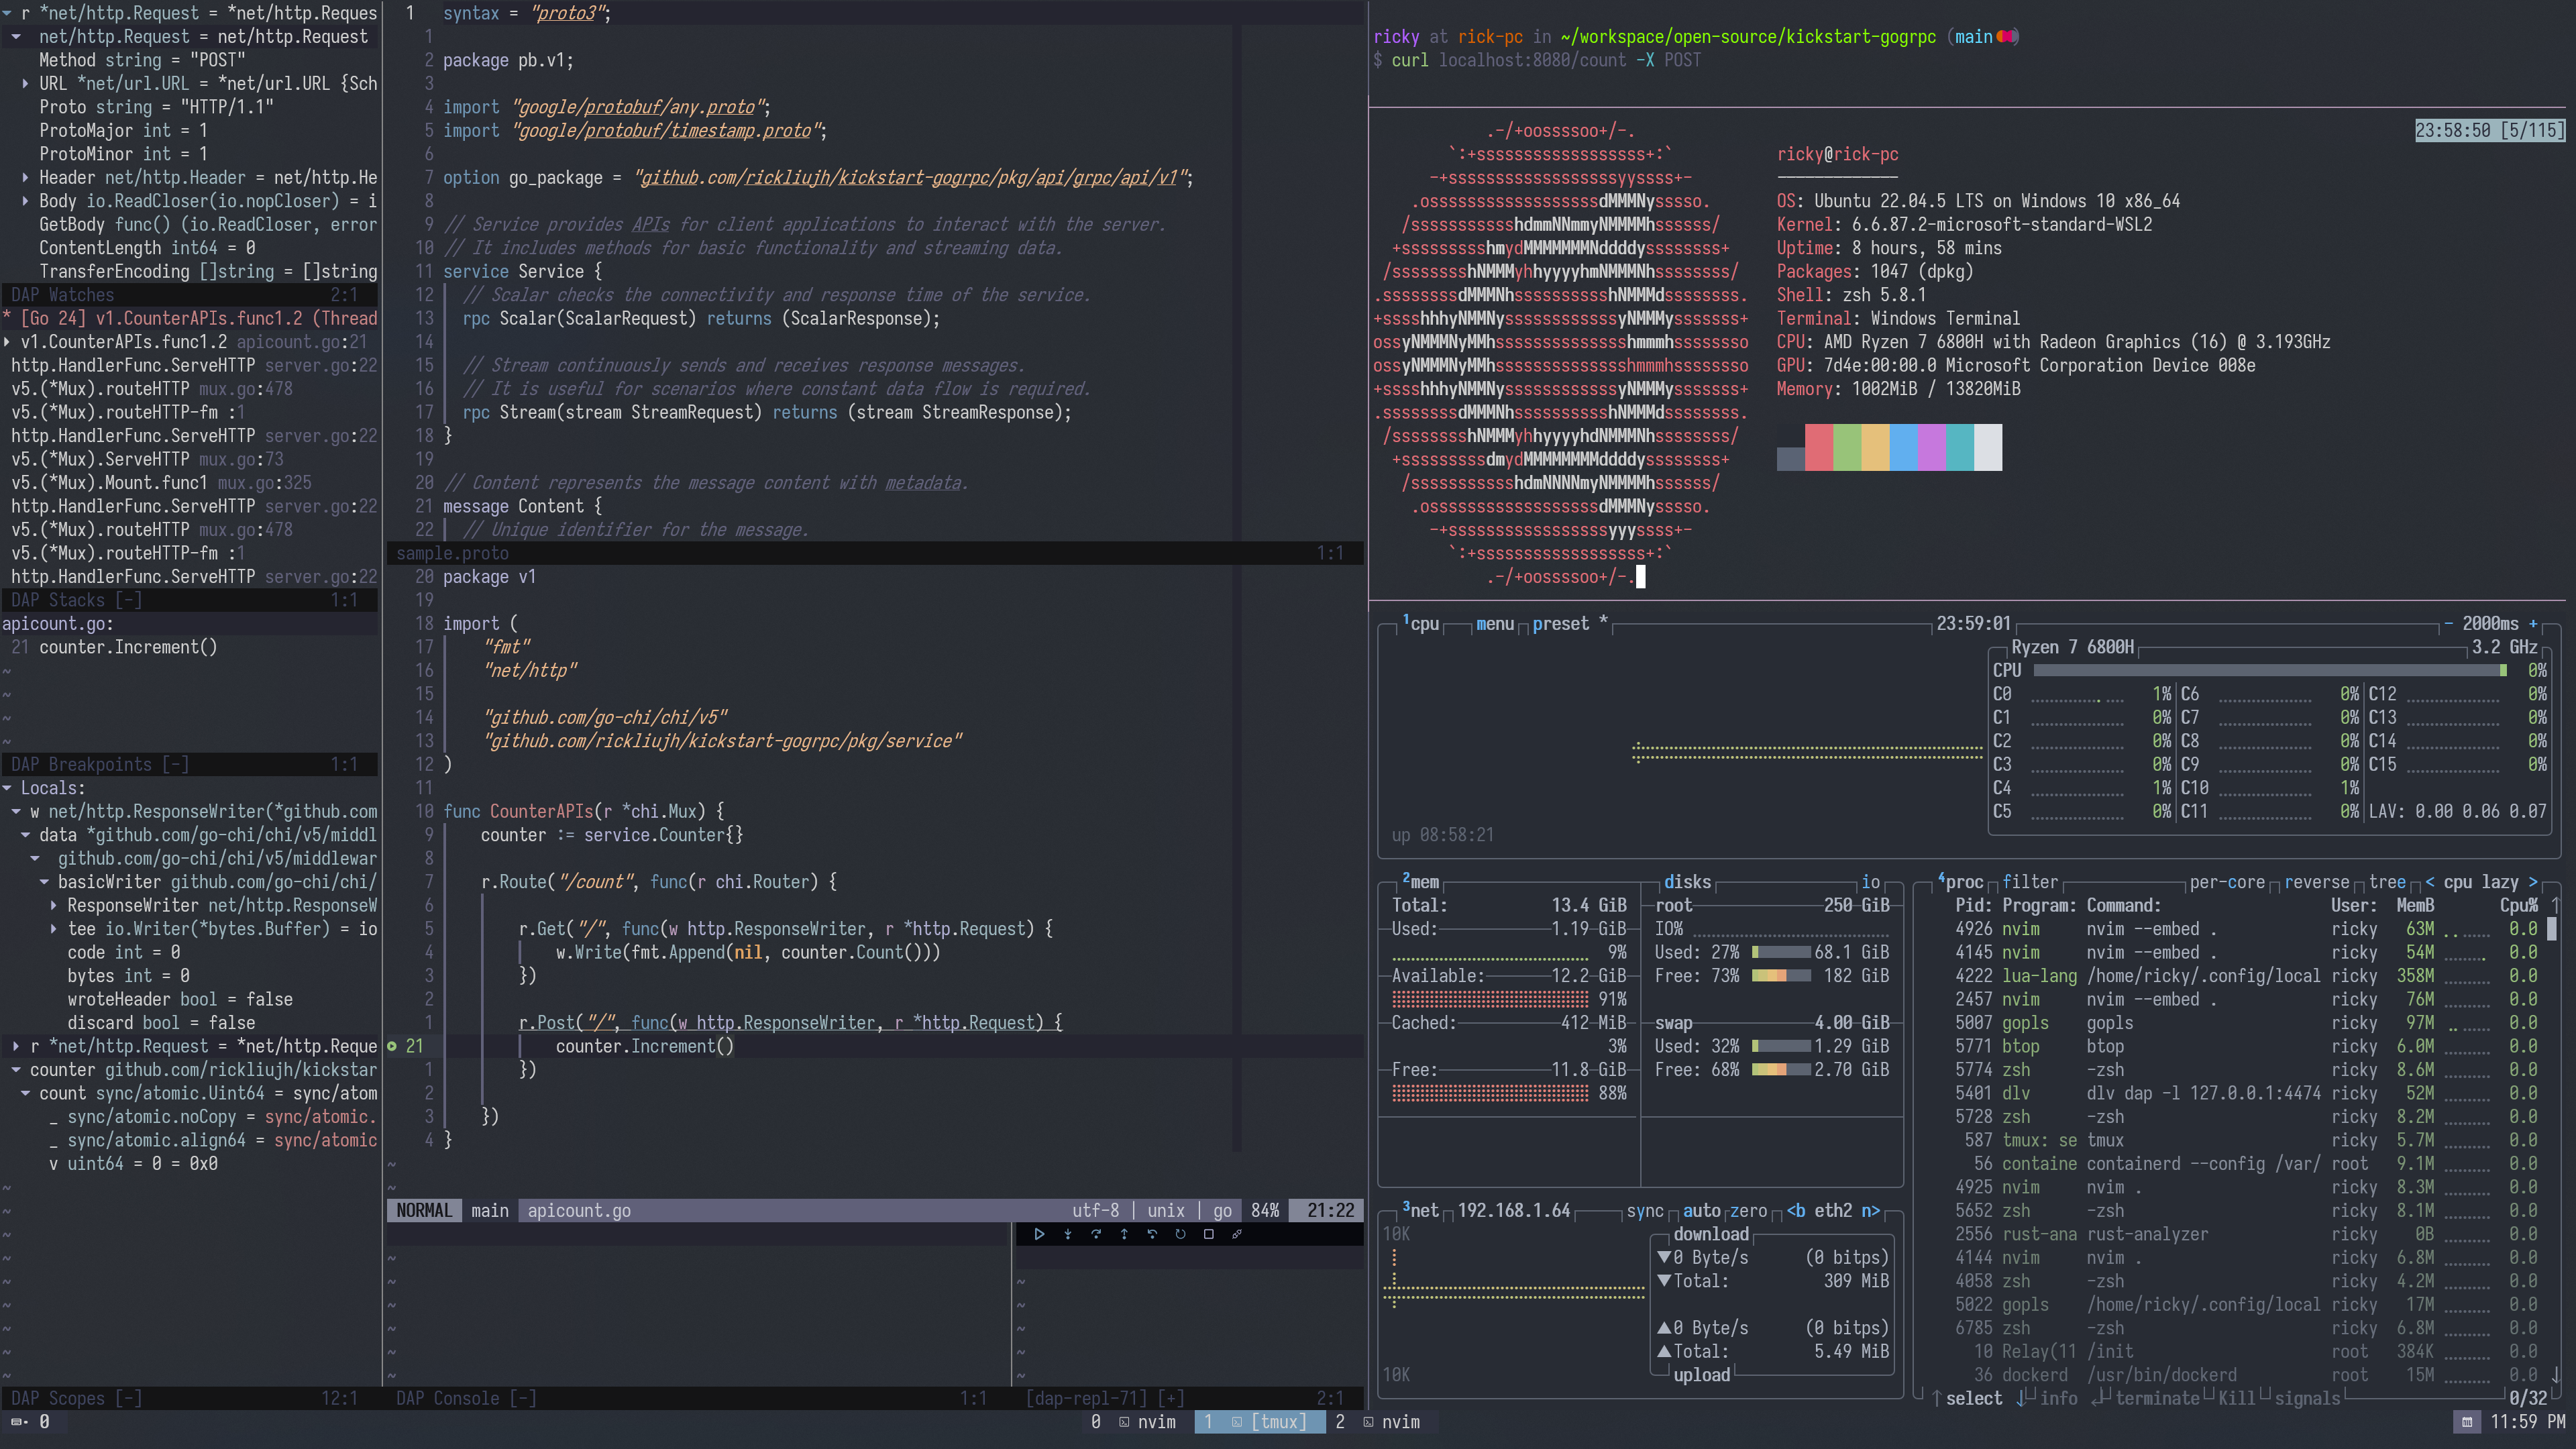 r *net/http.Request = *net/http.Reques
net/http.Request = net/http.Request
Method string = "POST"
URL *net/url.URL = *net/url.URL {Sch
Proto string = "HTTP/1.1"
ProtoMajor int = 1
ProtoMinor int = 1
Header net/http.Header = net/http.He
Body io.ReadCloser(io.nopCloser) = i
GetBody func() (io.ReadCloser, error
ContentLength int64 = 0
TransferEncoding []string = []string
DAP Watches 2:1
* [Go 24] v1.CounterAPIs.func1.2 (Thread
v1.CounterAPIs.func1.2 apicount.go:21
http.HandlerFunc.ServeHTTP server.go:22
v5.(*Mux).routeHTTP mux.go:478
v5.(*Mux).routeHTTP-fm :1
http.HandlerFunc.ServeHTTP server.go:22
v5.(*Mux).ServeHTTP mux.go:73
v5.(*Mux).Mount.func1 mux.go:325
http.HandlerFunc.ServeHTTP server.go:22
v5.(*Mux).routeHTTP mux.go:478
v5.(*Mux).routeHTTP-fm :1
http.HandlerFunc.ServeHTTP server.go:22
DAP Stacks [-] 1:1
apicount.go:
21 counter.Increment()
~
~
~
~
DAP Breakpoints [-] 1:1
Locals:
w net/http.ResponseWriter(*github.com
data *github.com/go-chi/chi/v5/middl
github.com/go-chi/chi/v5/middlewar
basicWriter github.com/go-chi/chi/
ResponseWriter net/http.ResponseW
tee io.Writer(*bytes.Buffer) = io
code int = 0
bytes int = 0
wroteHeader bool = false
discard bool = false
r *net/http.Request = *net/http.Reque
counter github.com/rickliujh/kickstar
count sync/atomic.Uint64 = sync/atom
_ sync/atomic.noCopy = sync/atomic.
_ sync/atomic.align64 = sync/atomic
v uint64 = 0 = 0x0
~
~
~
~
~
~
~
~
~
DAP Scopes [-] 12:1
1 syntax = "proto3";
1
2 package pb.v1;
3
4 import "google/protobuf/any.proto";
5 import "google/protobuf/timestamp.proto";
6
7 option go_package = "github.com/rickliujh/kickstart-gogrpc/pkg/api/grpc/api/v1";
8
9 // Service provides APIs for client applications to interact with the server.
10 // It includes methods for basic functionality and streaming data.
11 service Service {
12 // Scalar checks the connectivity and response time of the service.
13 rpc Scalar(ScalarRequest) returns (ScalarResponse);
14
15 // Stream continuously sends and receives response messages.
16 // It is useful for scenarios where constant data flow is required.
17 rpc Stream(stream StreamRequest) returns (stream StreamResponse);
18 }
19
20 // Content represents the message content with metadata.
21 message Content {
22 // Unique identifier for the message.
sample.proto 1:1
20 package v1
19
18 import (
17 "fmt"
16 "net/http"
15
14 "github.com/go-chi/chi/v5"
13 "github.com/rickliujh/kickstart-gogrpc/pkg/service"
12 )
11
10 func CounterAPIs(r *chi.Mux) {
9 counter := service.Counter{}
8
7 r.Route("/count", func(r chi.Router) {
6
5 r.Get("/", func(w http.ResponseWriter, r *http.Request) {
4 w.Write(fmt.Append(nil, counter.Count()))
3 })
2
1 r.Post("/", func(w http.ResponseWriter, r *http.Request) {
21 counter.Increment()
1 })
2
3 })
4 }
~
~
NORMAL main apicount.go utf-8 | unix | go 84% 21:22
~
~
~
~
~
~
DAP Console [-] 1:1
~
~
~
~
~
[dap-repl-71] [+] 2:1
ricky at rick-pc in ~/workspace/open-source/kickstart-gogrpc (main)
$ curl localhost:8080/count -X POST
23:58:50 [5/115]
.-/+oossssoo+/-.
`:+ssssssssssssssssss+:`
-+ssssssssssssssssssyyssss+-
.ossssssssssssssssssdMMMNysssso.
/ssssssssssshdmmNNmmyNMMMMhssssss/
+ssssssssshmydMMMMMMMNddddyssssssss+
/sssssssshNMMMyhhyyyyhmNMMMNhssssssss/
.ssssssssdMMMNhsssssssssshNMMMdssssssss.
+sssshhhyNMMNyssssssssssssyNMMMysssssss+
ossyNMMMNyMMhsssssssssssssshmmmhssssssso
ossyNMMMNyMMhsssssssssssssshmmmhssssssso
+sssshhhyNMMNyssssssssssssyNMMMysssssss+
.ssssssssdMMMNhsssssssssshNMMMdssssssss.
/sssssssshNMMMyhhyyyyhdNMMMNhssssssss/
+sssssssssdmydMMMMMMMMddddyssssssss+
/ssssssssssshdmNNNNmyNMMMMhssssss/
.ossssssssssssssssssdMMMNysssso.
-+sssssssssssssssssyyyssss+-
`:+ssssssssssssssssss+:`
.-/+oossssoo+/-.
ricky@rick-pc
-------------
OS: Ubuntu 22.04.5 LTS on Windows 10 x86_64
Kernel: 6.6.87.2-microsoft-standard-WSL2
Uptime: 8 hours, 58 mins
Packages: 1047 (dpkg)
Shell: zsh 5.8.1
Terminal: Windows Terminal
CPU: AMD Ryzen 7 6800H with Radeon Graphics (16) @ 3.193GHz
GPU: 7d4e:00:00.0 Microsoft Corporation Device 008e
Memory: 1002MiB / 13820MiB
1cpu menu preset * 23:59:01 - 2000ms +
Ryzen 7 6800H 3.2 GHz
CPU 0%
C0 1% C6 0% C12 0%
C1 0% C7 0% C13 0%
C2 0% C8 0% C14 0%
C3 0% C9 0% C15 0%
C4 1% C10 1%
C5 0% C11 0% LAV: 0.00 0.06 0.07
up 08:58:21
2mem
Total: 13.4 GiB
Used: 1.19 GiB
9%
Available: 12.2 GiB
91%
Cached: 412 MiB
3%
Free: 11.8 GiB
88%
disks io
root 250 GiB
IO%
Used: 27% 68.1 GiB
Free: 73% 182 GiB
swap 4.00 GiB
Used: 32% 1.29 GiB
Free: 68% 2.70 GiB
3net 192.168.1.64 sync auto zero <b eth2 n>
10K
download
▼0 Byte/s (0 bitps)
▼Total: 309 MiB
▲0 Byte/s (0 bitps)
▲Total: 5.49 MiB
10K
upload
4proc filter per-core reverse tree < cpu lazy >
Pid: Program: Command: User: MemB Cpu% ↑
4926 nvim nvim --embed . ricky 63M 0.0
4145 nvim nvim --embed . ricky 54M 0.0
4222 lua-lang /home/ricky/.config/local ricky 358M 0.0
2457 nvim nvim --embed . ricky 76M 0.0
5007 gopls gopls ricky 97M 0.0
5771 btop btop ricky 6.0M 0.0
5774 zsh -zsh ricky 8.6M 0.0
5401 dlv dlv dap -l 127.0.0.1:4474 ricky 52M 0.0
5728 zsh -zsh ricky 8.2M 0.0
587 tmux: se tmux ricky 5.7M 0.0
56 containe containerd --config /var/ root 9.1M 0.0
4925 nvim nvim . ricky 8.3M 0.0
5652 zsh -zsh ricky 8.1M 0.0
2556 rust-ana rust-analyzer ricky 0B 0.0
4144 nvim nvim . ricky 6.8M 0.0
4058 zsh -zsh ricky 4.2M 0.0
5022 gopls /home/ricky/.config/local ricky 17M 0.0
6785 zsh -zsh ricky 6.8M 0.0
10 Relay(11 /init root 384K 0.0
36 dockerd /usr/bin/dockerd root 15M 0.0 ↓
↑ select ↓ info ↵ terminate Kill signals 0/32
0 0 nvim 1 [tmux] 2 nvim 11:59 PM